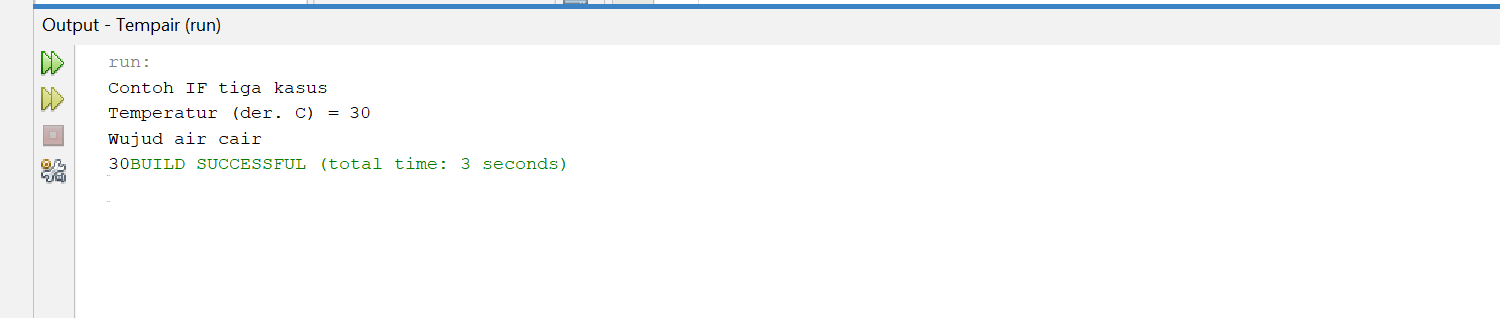 Output - Tempair (run)
run:
Contoh IF tiga kasus
Temperatur (der. C) = 30
Wujud air cair
30BUILD SUCCESSFUL (total time: 3 seconds)